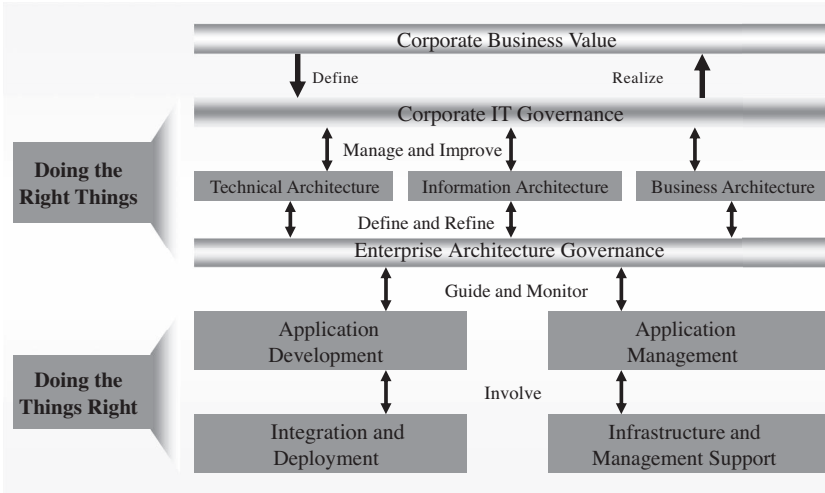 Corporate Business Value
Define
Realize
Corporate IT Governance
Manage and Improve
Doing the
Right Things
Technical Architecture
Information Architecture
Business Architecture
Define and Refine
Enterprise Architecture Governance
Guide and Monitor
Application
Development
Application
Management
Doing the
Things Right
Involve
Integration and
Deployment
Infrastructure and
Management Support